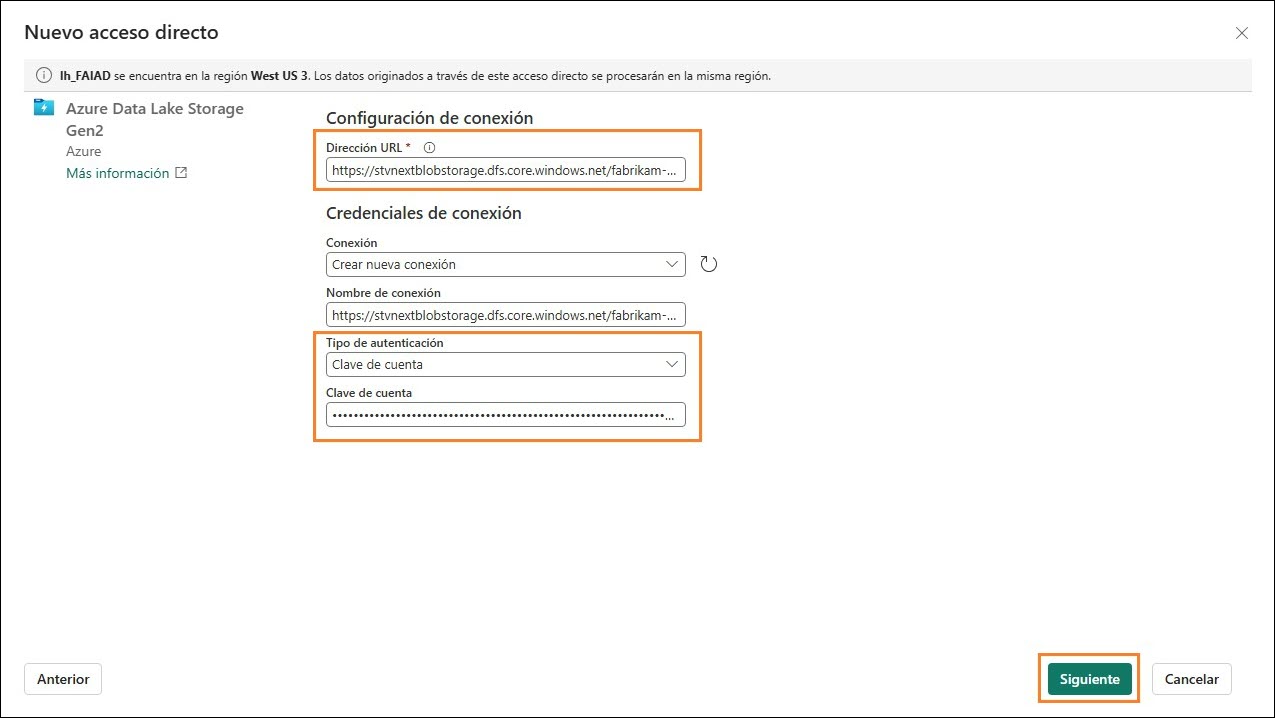 Nuevo acceso directo
lh_FAIAD se encuentra en la región West US 3. Los datos originados a través de este acceso directo se procesarán en la misma región.
Azure Data Lake Storage
Gen2
Azure
Más información
Configuración de conexión
Dirección URL *
https://stvnextblobstorage.dfs.core.windows.net/fabrikam-...
Credenciales de conexión
Conexión
Crear nueva conexión
Nombre de conexión
https://stvnextblobstorage.dfs.core.windows.net/fabrikam-...
Tipo de autenticación
Clave de cuenta
Clave de cuenta
••••••••••••••••••••••••••••••••••••••••••••••••••••••••••••••••...
Anterior
Siguiente
Cancelar